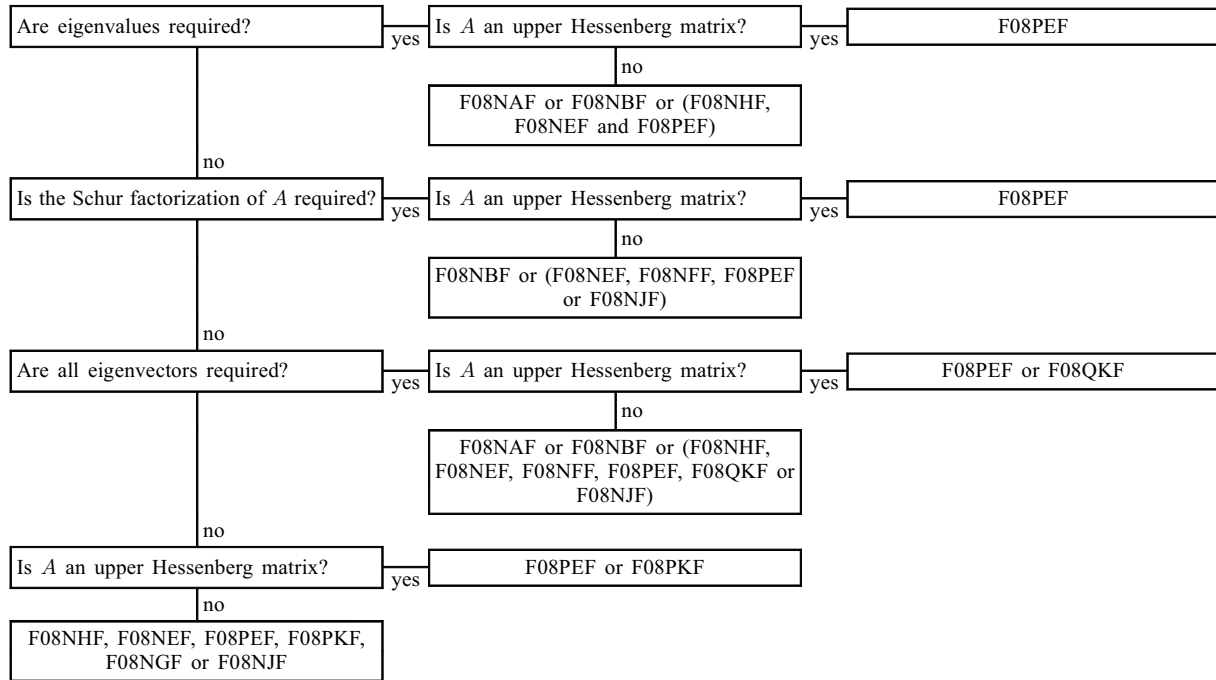 Are eigenvalues required?
yes
Is A an upper Hessenberg matrix?
yes
F08PEF
no
F08NAF or F08NBF or (F08NHF,
F08NEF and F08PEF)
no
Is the Schur factorization of A required?
yes
Is A an upper Hessenberg matrix?
yes
F08PEF
no
F08NBF or (F08NEF, F08NFF, F08PEF
or F08NJF)
no
Are all eigenvectors required?
yes
Is A an upper Hessenberg matrix?
yes
F08PEF or F08QKF
no
F08NAF or F08NBF or (F08NHF,
F08NEF, F08NFF, F08PEF, F08QKF or
F08NJF)
no
Is A an upper Hessenberg matrix?
yes
F08PEF or F08PKF
no
F08NHF, F08NEF, F08PEF, F08PKF,
F08NGF or F08NJF